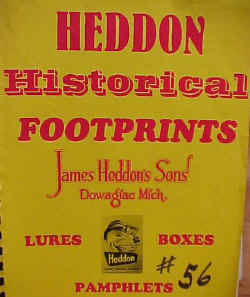 HEDDON
Historical
FOOTPRINTS
James Heddon's Sons
Dowagiac Mich.
LURES BOXES
Heddon
# 56
PAMPHLETS